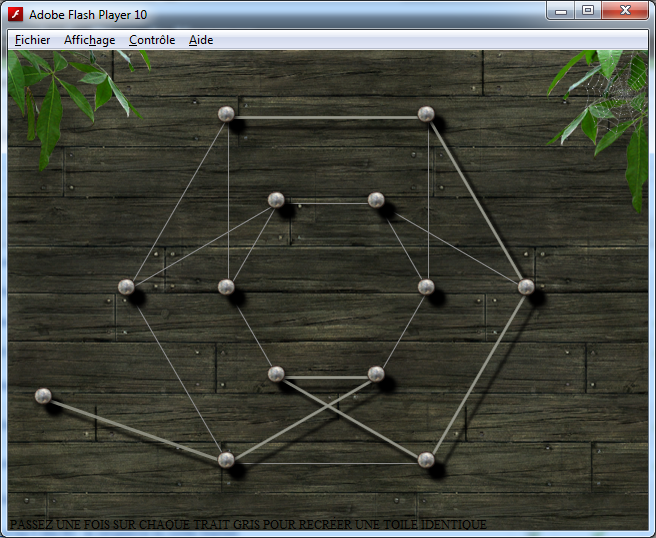 Adobe Flash Player 10
Fichier Affichage Contrôle Aide
PASSEZ UNE FOIS SUR CHAQUE TRAIT GRIS POUR RECRÉER UNE TOILE IDENTIQUE